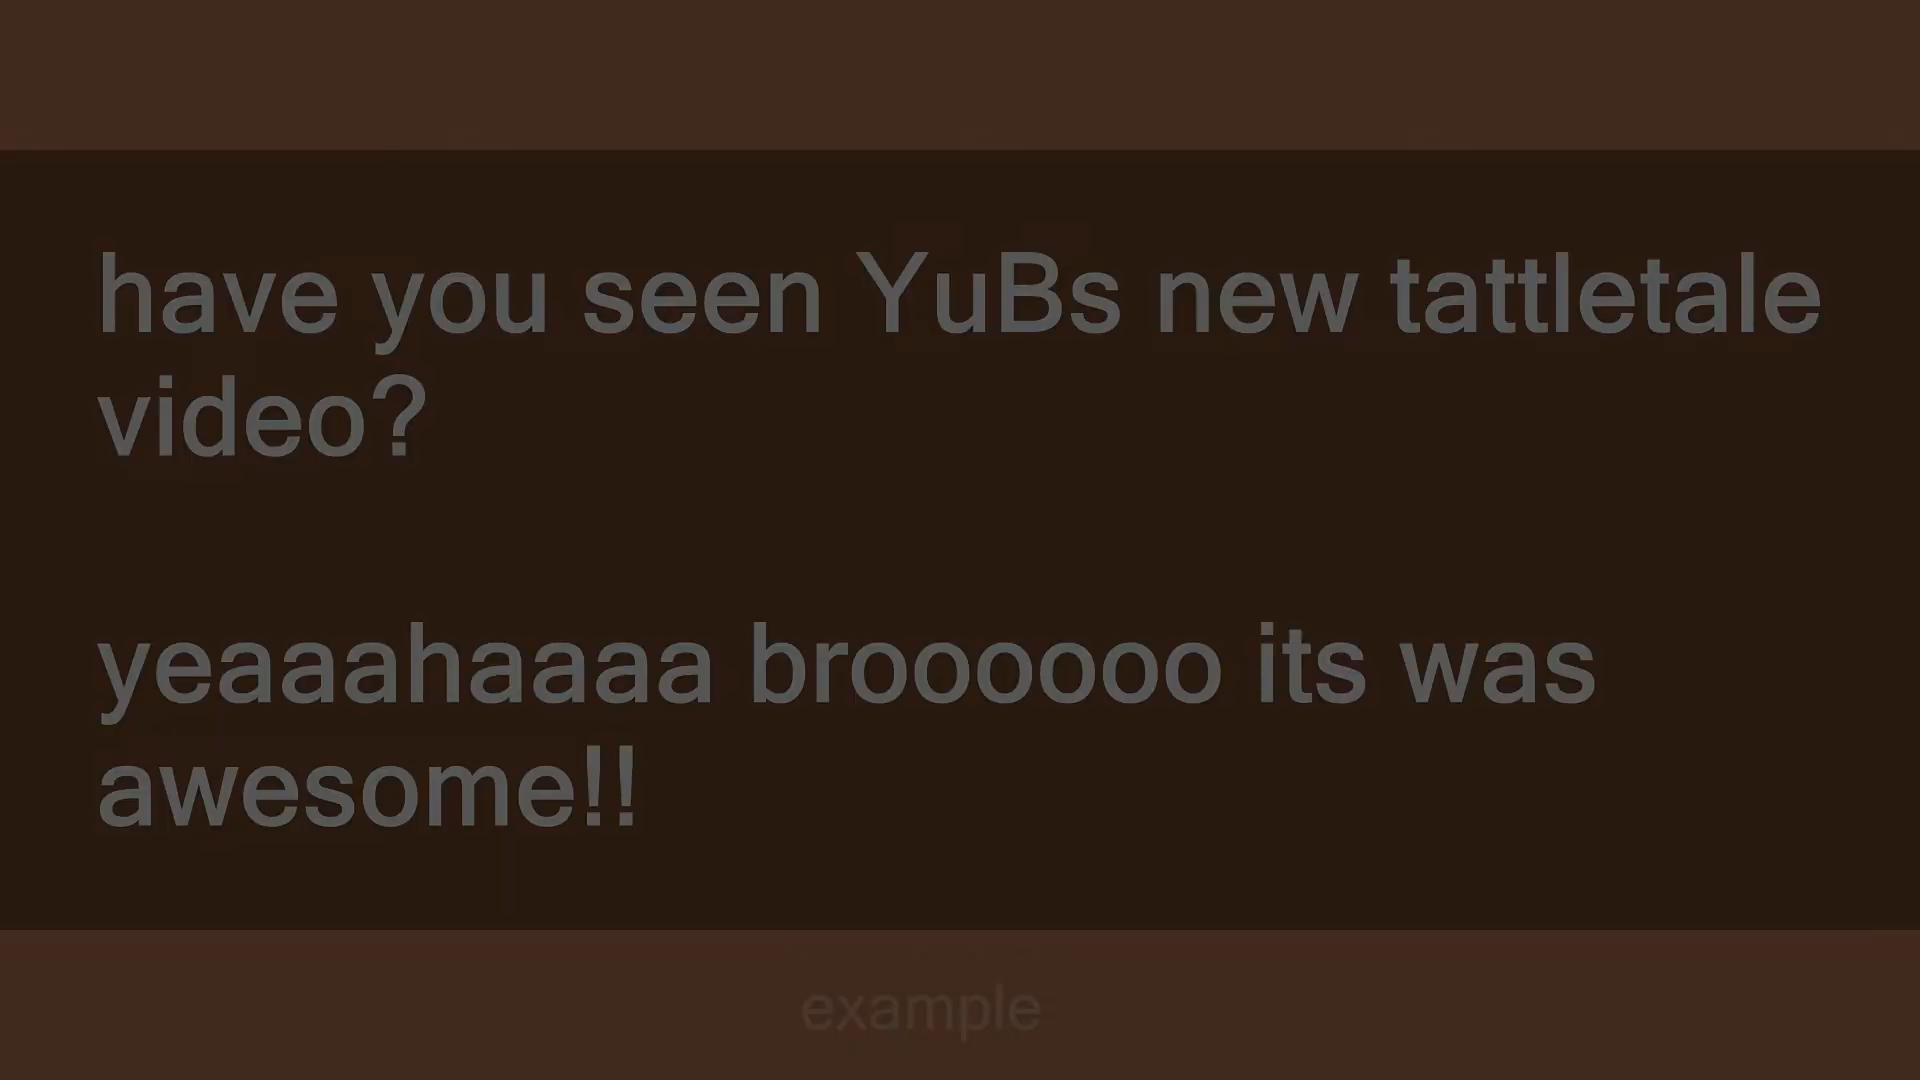 have you seen YuBs new tattletale
video?
yeaaahaaaa broooooo its was
awesome!!
example